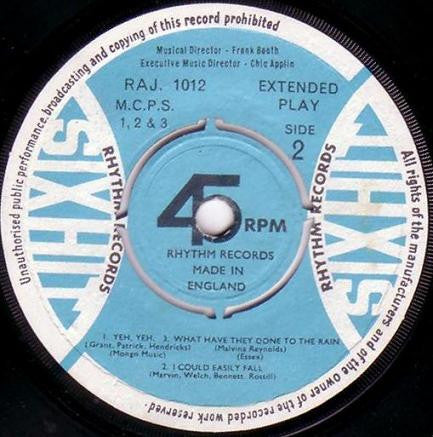 Unauthorised public performance, broadcasting and copying of this record prohibited
Musical Director - Frank Booth
Executive Music Director - Chic Applin
RAJ. 1012
EXTENDED
M.C.P.S.
PLAY
1, 2 & 3
SIDE
2
TOP SIX
RHYTHM RECORDS
TOP SIX
RHYTHM RECORDS
45 RPM
RHYTHM RECORDS
MADE IN
ENGLAND
1. YEH, YEH. 3. WHAT HAVE THEY DONE TO THE RAIN
(Grant, Patrick, Hendricks) (Malvina Reynolds)
(Mongo Music) (Essex)
2. I COULD EASILY FALL
(Marvin, Welch, Bennett, Rostill)
All rights of the manufacturers and of the owner of the recorded work reserved.